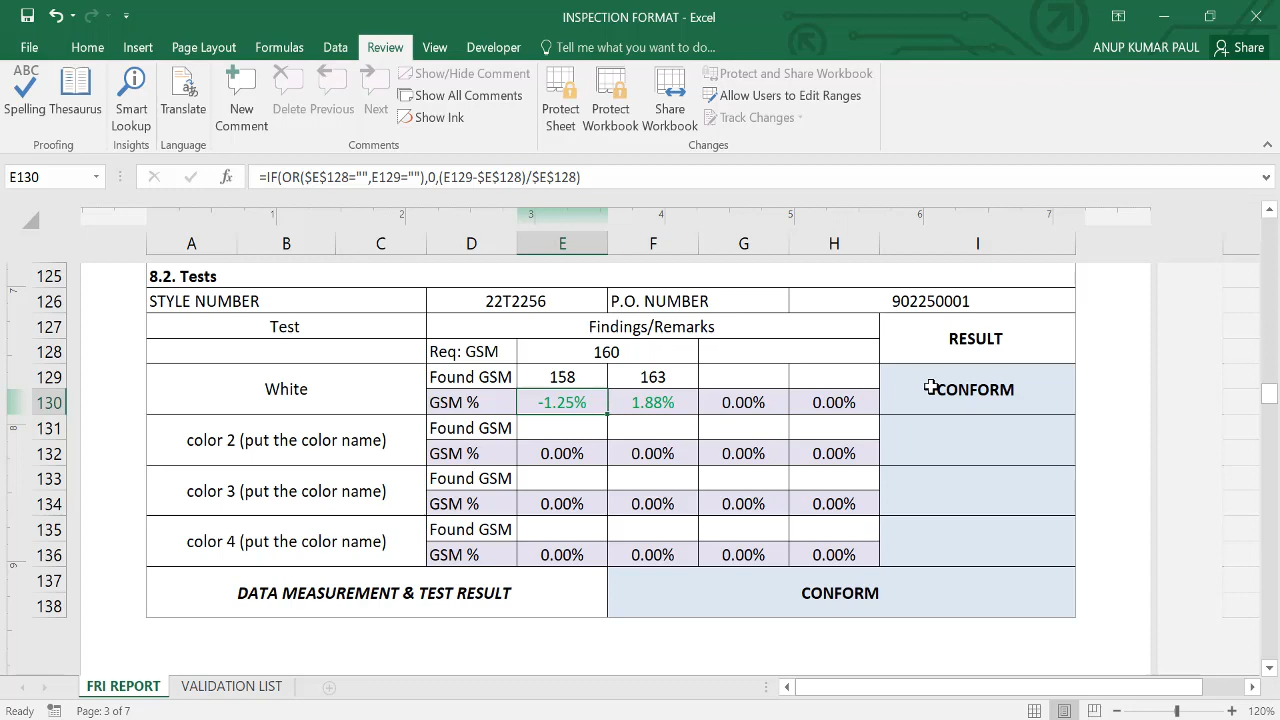 INSPECTION FORMAT - Excel
File Home Insert Page Layout Formulas Data Review View Developer Tell me what you want to do... ANUP KUMAR PAUL Share
ABC
Spelling Thesaurus
Proofing
Smart Lookup
Insights
Translate
Language
New Comment
Delete Previous Next
Show/Hide Comment
Show All Comments
Show Ink
Comments
Protect Sheet
Protect Workbook
Share Workbook
Protect and Share Workbook
Allow Users to Edit Ranges
Track Changes
Changes
E130 fx =IF(OR($E$128="",E129=""),0,(E129-$E$128)/$E$128)
1 2 3 4 5 6 7
A B C D E F G H I
125 8.2. Tests
126 STYLE NUMBER 22T2256 P.O. NUMBER 902250001
127 Test Findings/Remarks RESULT
128 Req: GSM 160
129 White Found GSM 158 163 CONFORM
130 GSM % -1.25% 1.88% 0.00% 0.00%
131 color 2 (put the color name) Found GSM
132 GSM % 0.00% 0.00% 0.00% 0.00%
133 color 3 (put the color name) Found GSM
134 GSM % 0.00% 0.00% 0.00% 0.00%
135 color 4 (put the color name) Found GSM
136 GSM % 0.00% 0.00% 0.00% 0.00%
137 DATA MEASUREMENT & TEST RESULT CONFORM
138
FRI REPORT VALIDATION LIST
Ready Page: 3 of 7 120%